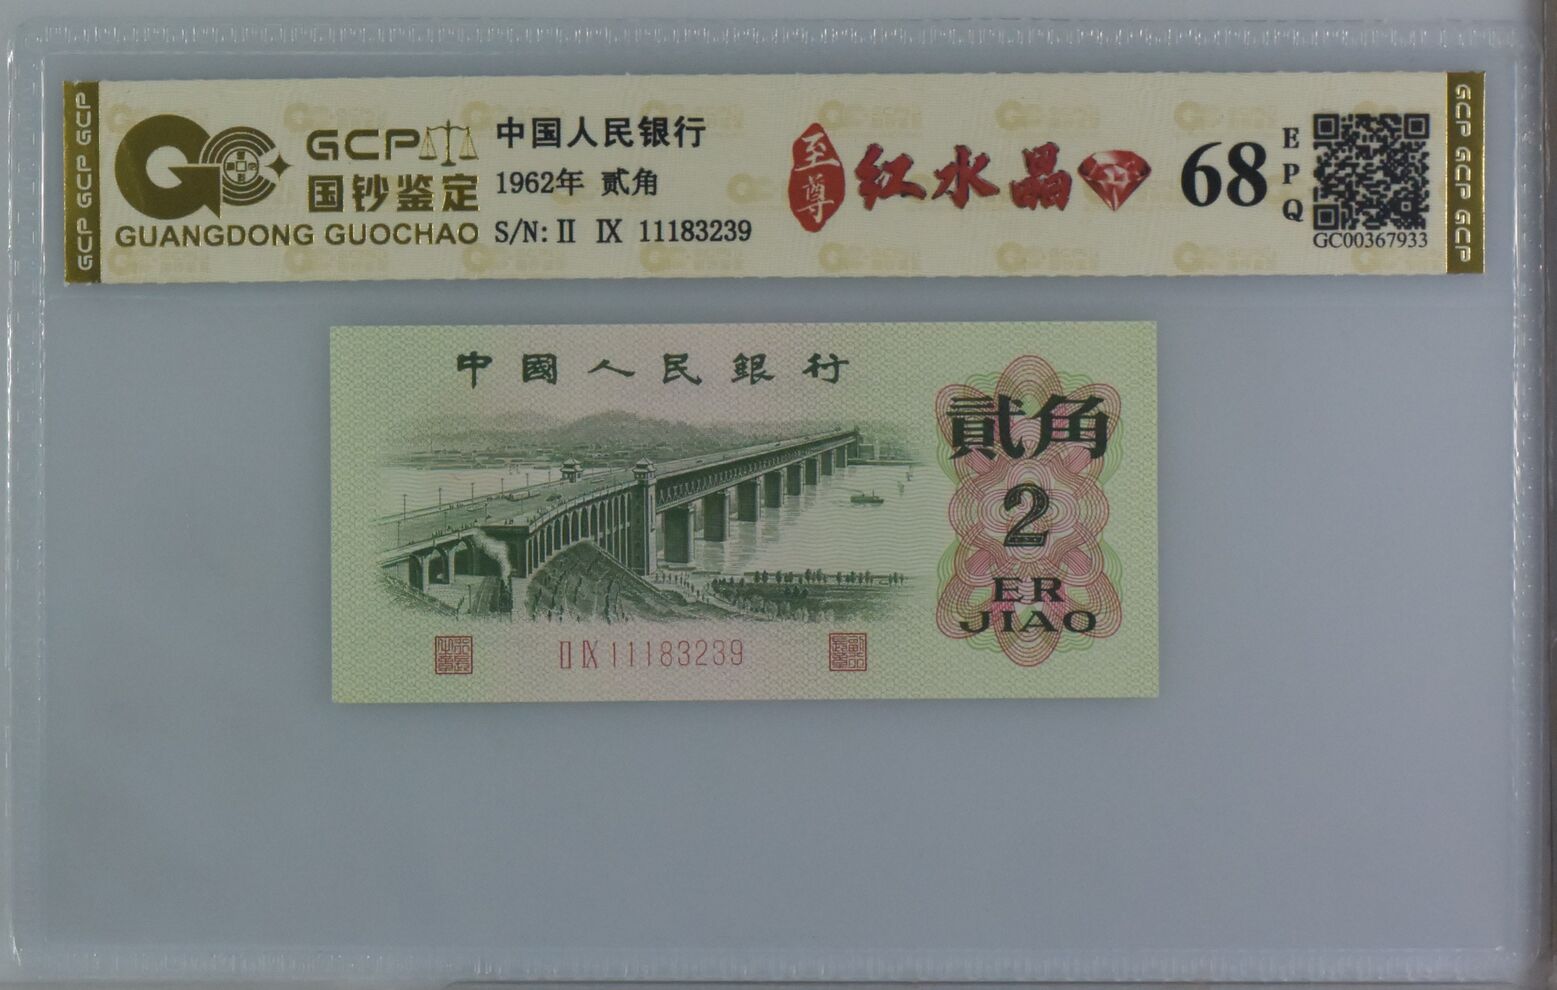 GCP GCP GCP
GCP
国钞鉴定
GUANGDONG GUOCHAO
中国人民银行
1962年 贰角
S/N: II IX 11183239
至尊
红水晶
68
EPQ
GC00367933
GCP GCP GCP
中國人民銀行
貳角
2
ER
JIAO
II IX 11183239